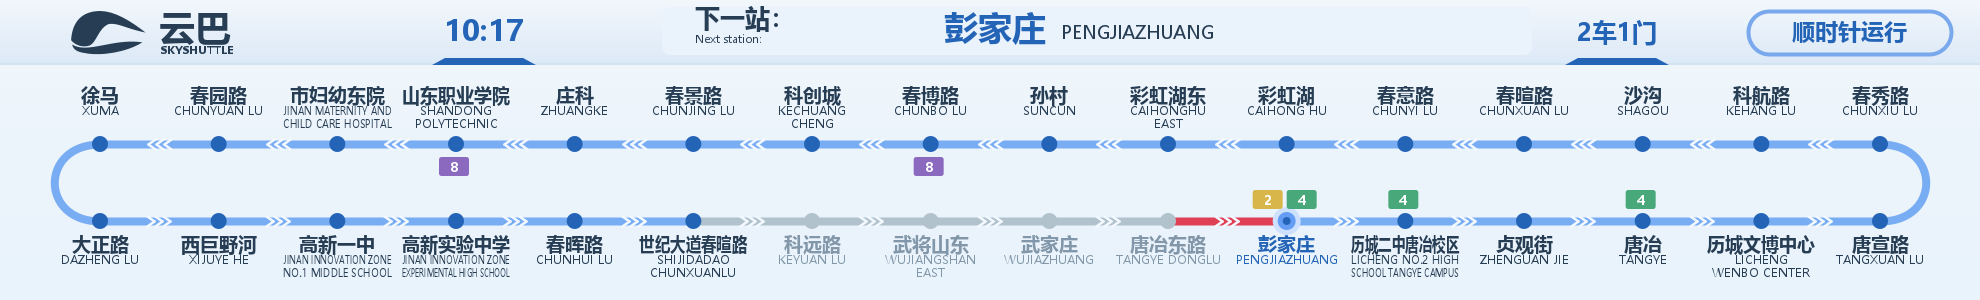 云巴
SKYSHUTTLE
10:17
下一站:
Next station:
彭家庄 PENGJIAZHUANG
2车1门
顺时针运行
徐马
XUMA
春园路
CHUNYUAN LU
市妇幼东院
JINAN MATERNITY AND
CHILD CARE HOSPITAL
山东职业学院
SHANDONG
POLYTECHNIC
庄科
ZHUANGKE
春景路
CHUNJING LU
科创城
KECHUANG
CHENG
春博路
CHUNBO LU
孙村
SUNCUN
彩虹湖东
CAIHONGHU
EAST
彩虹湖
CAIHONG HU
春意路
CHUNYI LU
春暄路
CHUNXUAN LU
沙沟
SHAGOU
科航路
KEHANG LU
春秀路
CHUNXIU LU
8
8
2
4
4
4
大正路
DAZHENG LU
西巨野河
XIJUYE HE
高新一中
JINAN INNOVATION ZONE
NO.1 MIDDLE SCHOOL
高新实验中学
JINAN INNOVATION ZONE
EXPERIMENTAL HIGH SCHOOL
春晖路
CHUNHUI LU
世纪大道春暄路
SHIJIDADAO
CHUNXUANLU
科远路
KEYUAN LU
武将山东
WUJIANGSHAN
EAST
武家庄
WUJIAZHUANG
唐冶东路
TANGYE DONGLU
彭家庄
PENGJIAZHUANG
历城二中唐冶校区
LICHENG NO.2 HIGH
SCHOOL TANGYE CAMPUS
贞观街
ZHENGUAN JIE
唐冶
TANGYE
历城文博中心
LICHENG
WENBO CENTER
唐宣路
TANGXUAN LU